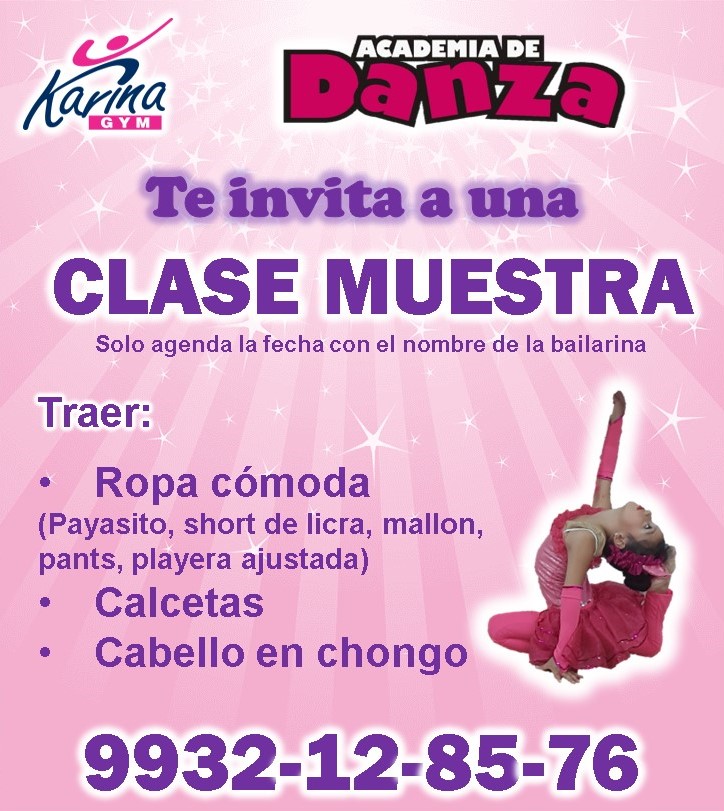 Karina
GYM
ACADEMIA DE
Danza
Te invita a una
CLASE MUESTRA
Solo agenda la fecha con el nombre de la bailarina
Traer:
• Ropa cómoda
(Payasito, short de licra, mallon,
pants, playera ajustada)
• Calcetas
• Cabello en chongo
9932-12-85-76